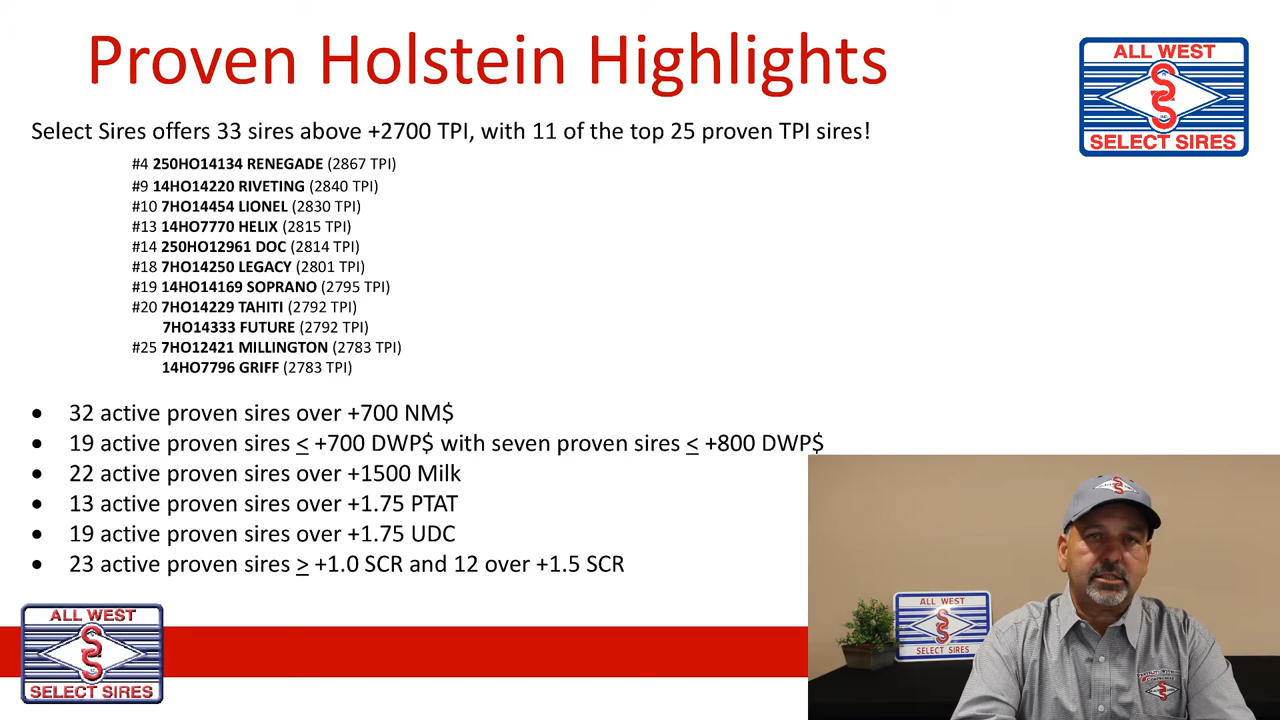 Proven Holstein Highlights
ALL WEST
SELECT SIRES
Select Sires offers 33 sires above +2700 TPI, with 11 of the top 25 proven TPI sires!
#4 250HO14134 RENEGADE (2867 TPI)
#9 14HO14220 RIVETING (2840 TPI)
#10 7HO14454 LIONEL (2830 TPI)
#13 14HO7770 HELIX (2815 TPI)
#14 250HO12961 DOC (2814 TPI)
#18 7HO14250 LEGACY (2801 TPI)
#19 14HO14169 SOPRANO (2795 TPI)
#20 7HO14229 TAHITI (2792 TPI)
7HO14333 FUTURE (2792 TPI)
#25 7HO12421 MILLINGTON (2783 TPI)
14HO7796 GRIFF (2783 TPI)
• 32 active proven sires over +700 NM$
• 19 active proven sires ≤ +700 DWP$ with seven proven sires ≤ +800 DWP$
• 22 active proven sires over +1500 Milk
• 13 active proven sires over +1.75 PTAT
• 19 active proven sires over +1.75 UDC
• 23 active proven sires ≥ +1.0 SCR and 12 over +1.5 SCR
ALL WEST
SELECT SIRES
ALL WEST
SELECT SIRES